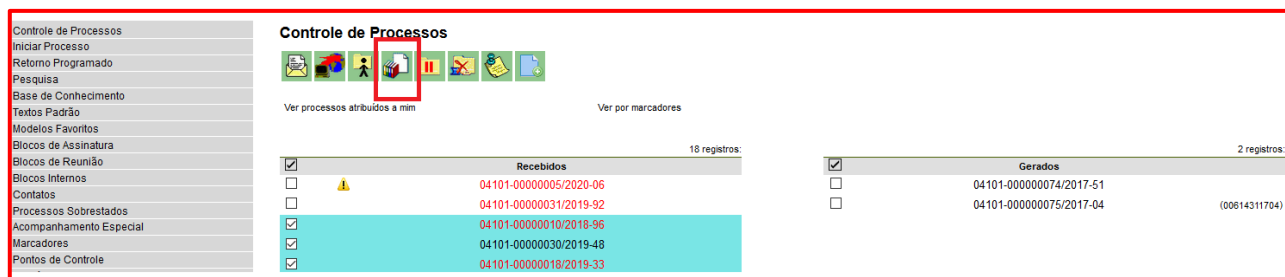 Controle de Processos
Iniciar Processo
Retorno Programado
Pesquisa
Base de Conhecimento
Textos Padrão
Modelos Favoritos
Blocos de Assinatura
Blocos de Reunião
Blocos Internos
Contatos
Processos Sobrestados
Acompanhamento Especial
Marcadores
Pontos de Controle
Controle de Processos
Ver processos atribuídos a mim
Ver por marcadores
18 registros:
Recebidos
04101-00000005/2020-06
04101-00000031/2019-92
04101-00000010/2018-96
04101-00000030/2019-48
04101-00000018/2019-33
2 registros:
Gerados
04101-000000074/2017-51
04101-000000075/2017-04 (00614311704)